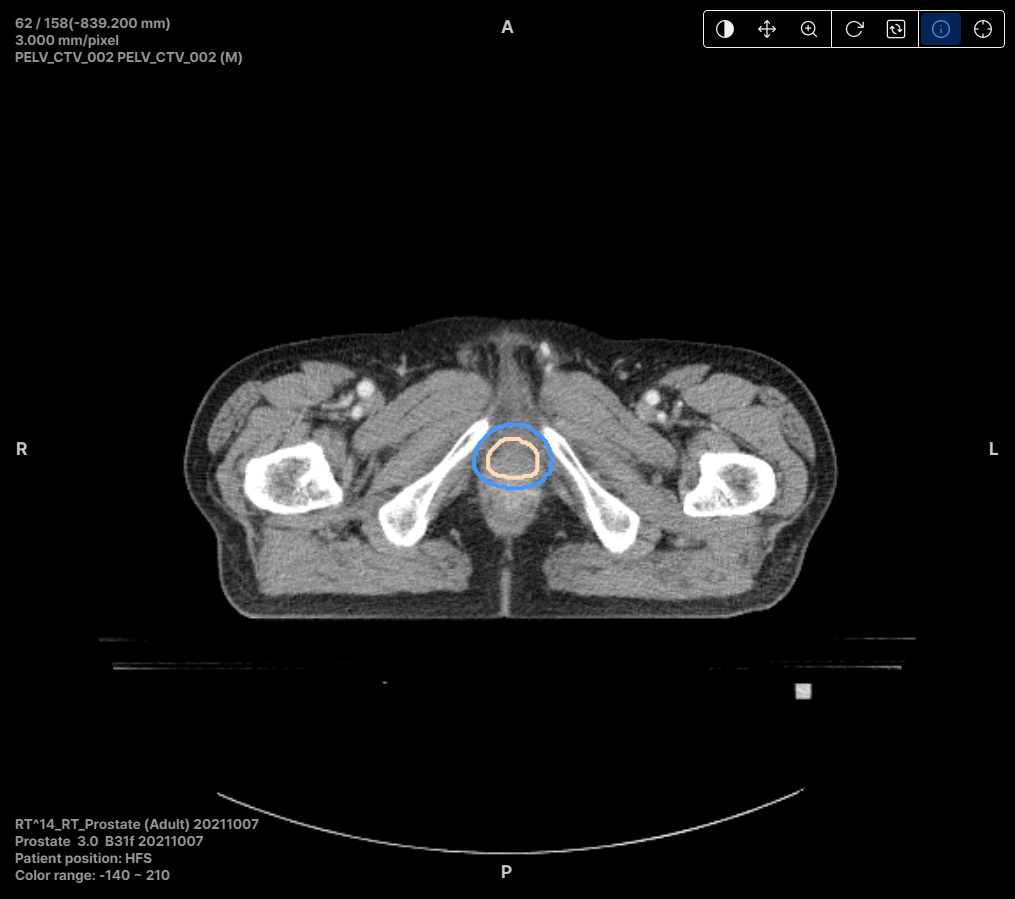 62 / 158(-839.200 mm)
3.000 mm/pixel
PELV_CTV_002 PELV_CTV_002 (M)
A
R
L
RT^14_RT_Prostate (Adult) 20211007
Prostate 3.0 B31f 20211007
Patient position: HFS
Color range: -140 ~ 210
P